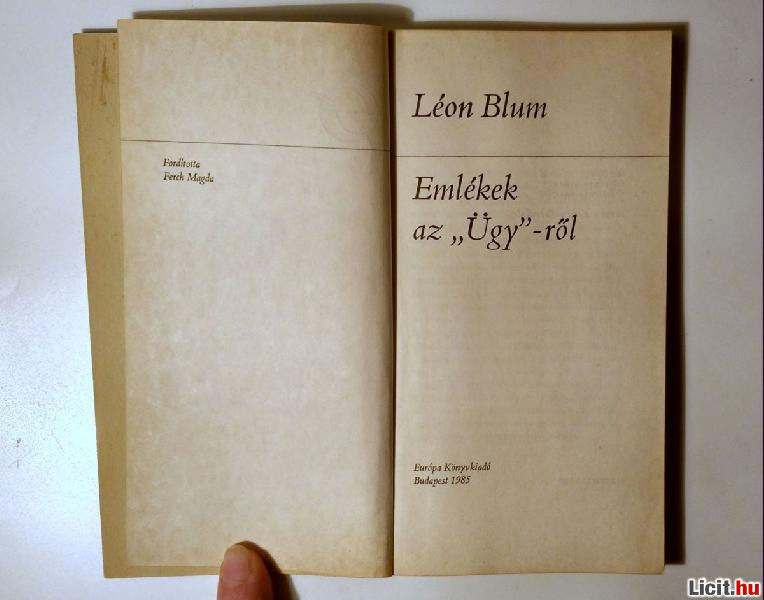 Fordította
Ferch Magda
Léon Blum
Emlékek
az „Ügy”-ről
Európa Könyvkiadó
Budapest 1985
Licit.hu